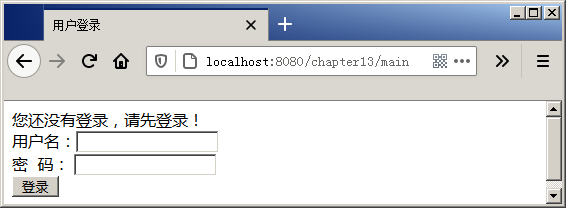 用户登录
localhost:8080/chapter13/main
您还没有登录，请先登录！
用户名：
密 码：
登录